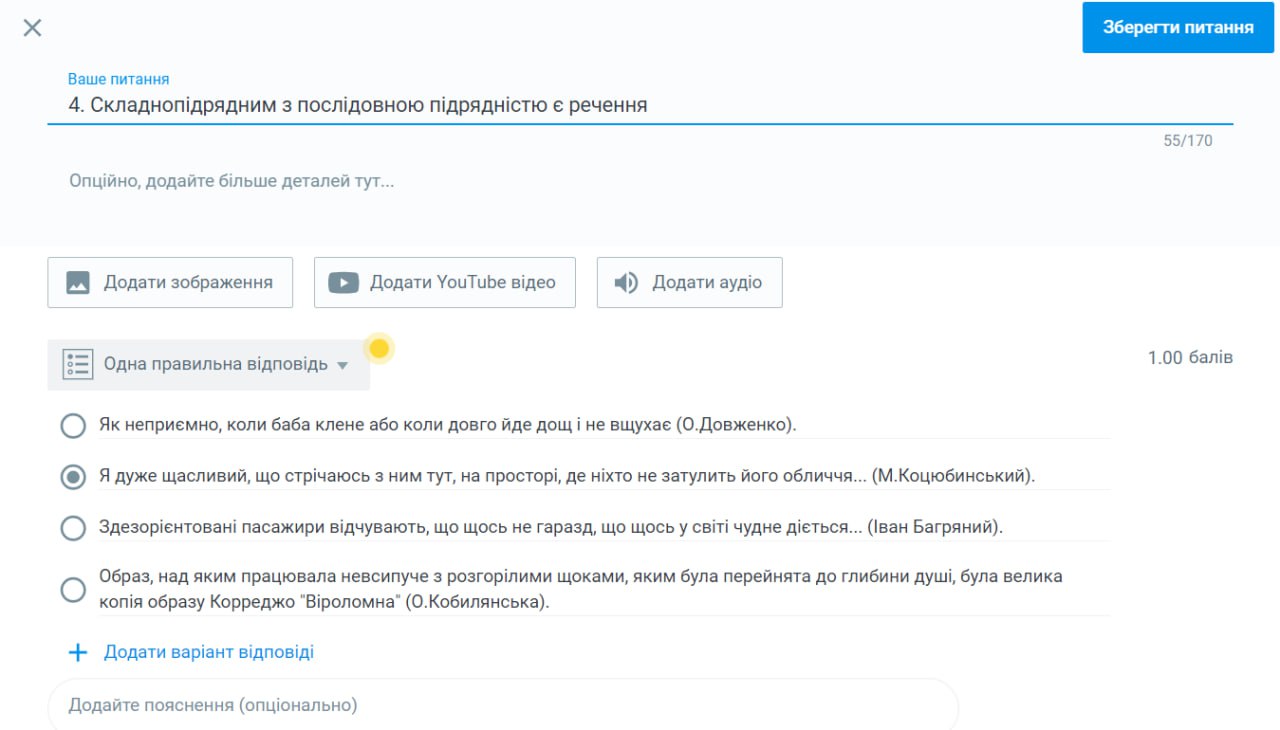 Зберегти питання
Ваше питання
4. Складнопідрядним з послідовною підрядністю є речення
55/170
Опційно, додайте більше деталей тут...
Додати зображення
Додати YouTube відео
Додати аудіо
Одна правильна відповідь
1.00 балів
Як неприємно, коли баба клене або коли довго йде дощ і не вщухає (О.Довженко).
Я дуже щасливий, що стрічаюсь з ним тут, на просторі, де ніхто не затулить його обличчя... (М.Коцюбинський).
Здезорієнтовані пасажири відчувають, що щось не гаразд, що щось у світі чудне діється... (Іван Багряний).
Образ, над яким працювала невсипуче з розгорілими щоками, яким була перейнята до глибини душі, була велика
копія образу Корреджо "Віроломна" (О.Кобилянська).
Додати варіант відповіді
Додайте пояснення (опціонально)